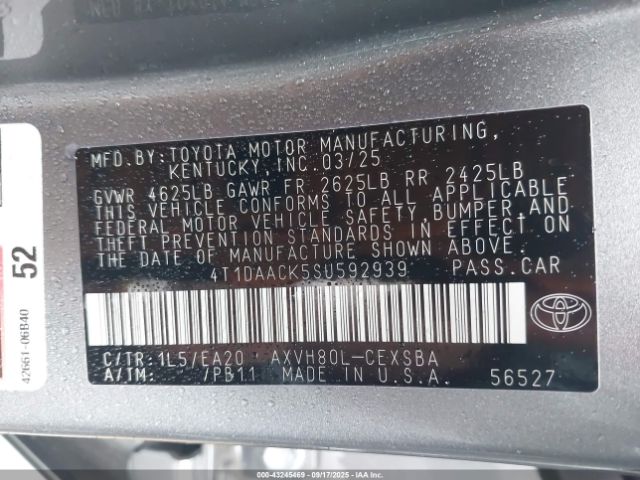 MFD.BY:TOYOTA MOTOR MANUFACTURING,
KENTUCKY,INC. 03/25
GVWR 4625LB GAWR FR 2625LB RR 2425LB
THIS VEHICLE CONFORMS TO ALL APPLICABLE
FEDERAL MOTOR VEHICLE SAFETY,BUMPER,AND
THEFT PREVENTION STANDARDS IN EFFECT ON
THE DATE OF MANUFACTURE SHOWN ABOVE.
4T1DAACK5SU592939 PASS.CAR
C/TR:1L5/EA20 AXVH80L-CEXSBA
A/TM: /PB11 MADE IN U.S.A. 56527
TOYOTA
52
42661-06B40
000-43245469 - 09/17/2025 - IAAI.COM